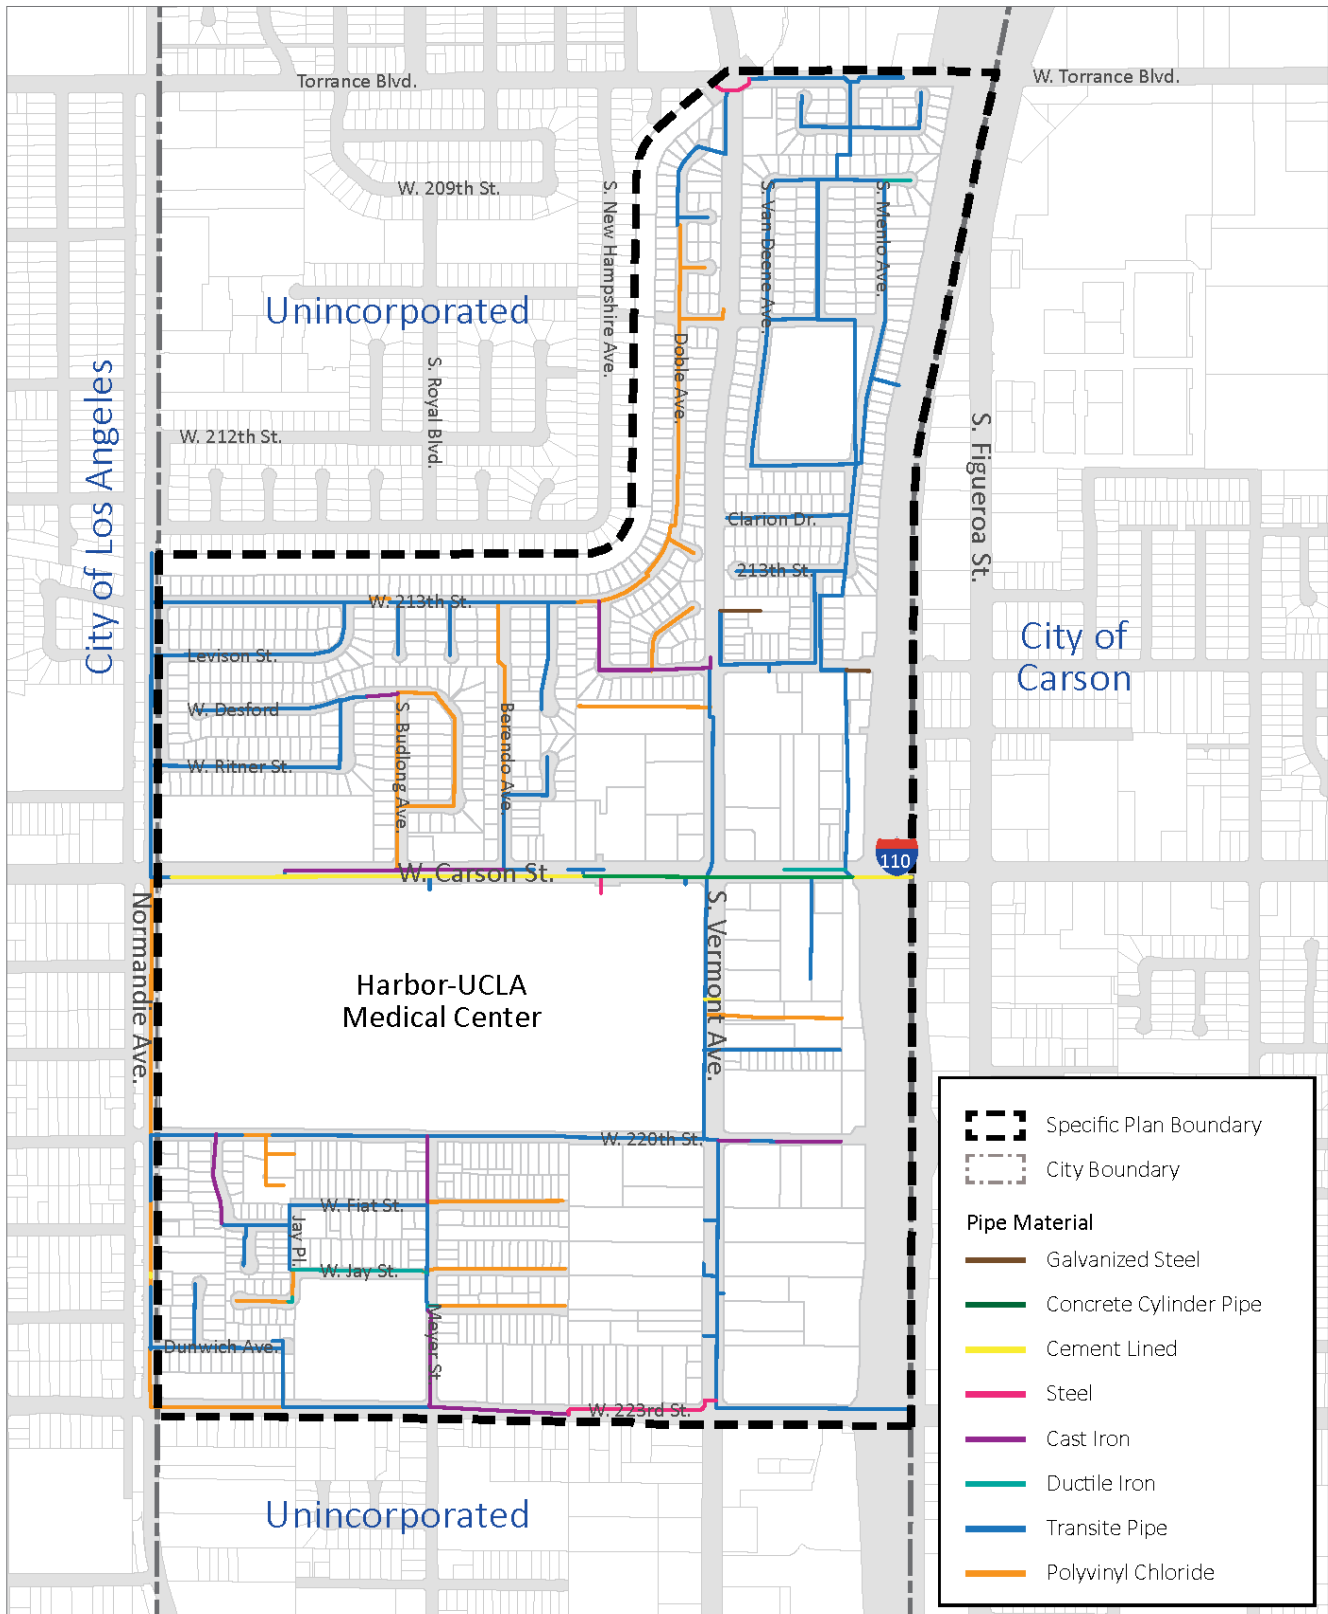 Torrance Blvd.
W. Torrance Blvd.
W. 209th St.
S. New Hampshire Ave.
S. Van Deene Ave.
S. Menlo Ave.
Unincorporated
Doble Ave.
S. Royal Blvd.
City of Los Angeles
W. 212th St.
S. Figueroa St.
Clarion Dr.
213th St.
W. 213th St.
City of
Carson
Levison St.
W. Desford
S. Budlong Ave.
Berendo Ave.
W. Ritner St.
110
W. Carson St.
Normandie Ave.
S. Vermont Ave.
Harbor-UCLA
Medical Center
W. 220th St.
W. Fiat St.
Jay Pl.
W. Jay St.
Meyer St
Dunwich Ave.
W. 223rd St.
Unincorporated
Specific Plan Boundary
City Boundary
Pipe Material
Galvanized Steel
Concrete Cylinder Pipe
Cement Lined
Steel
Cast Iron
Ductile Iron
Transite Pipe
Polyvinyl Chloride